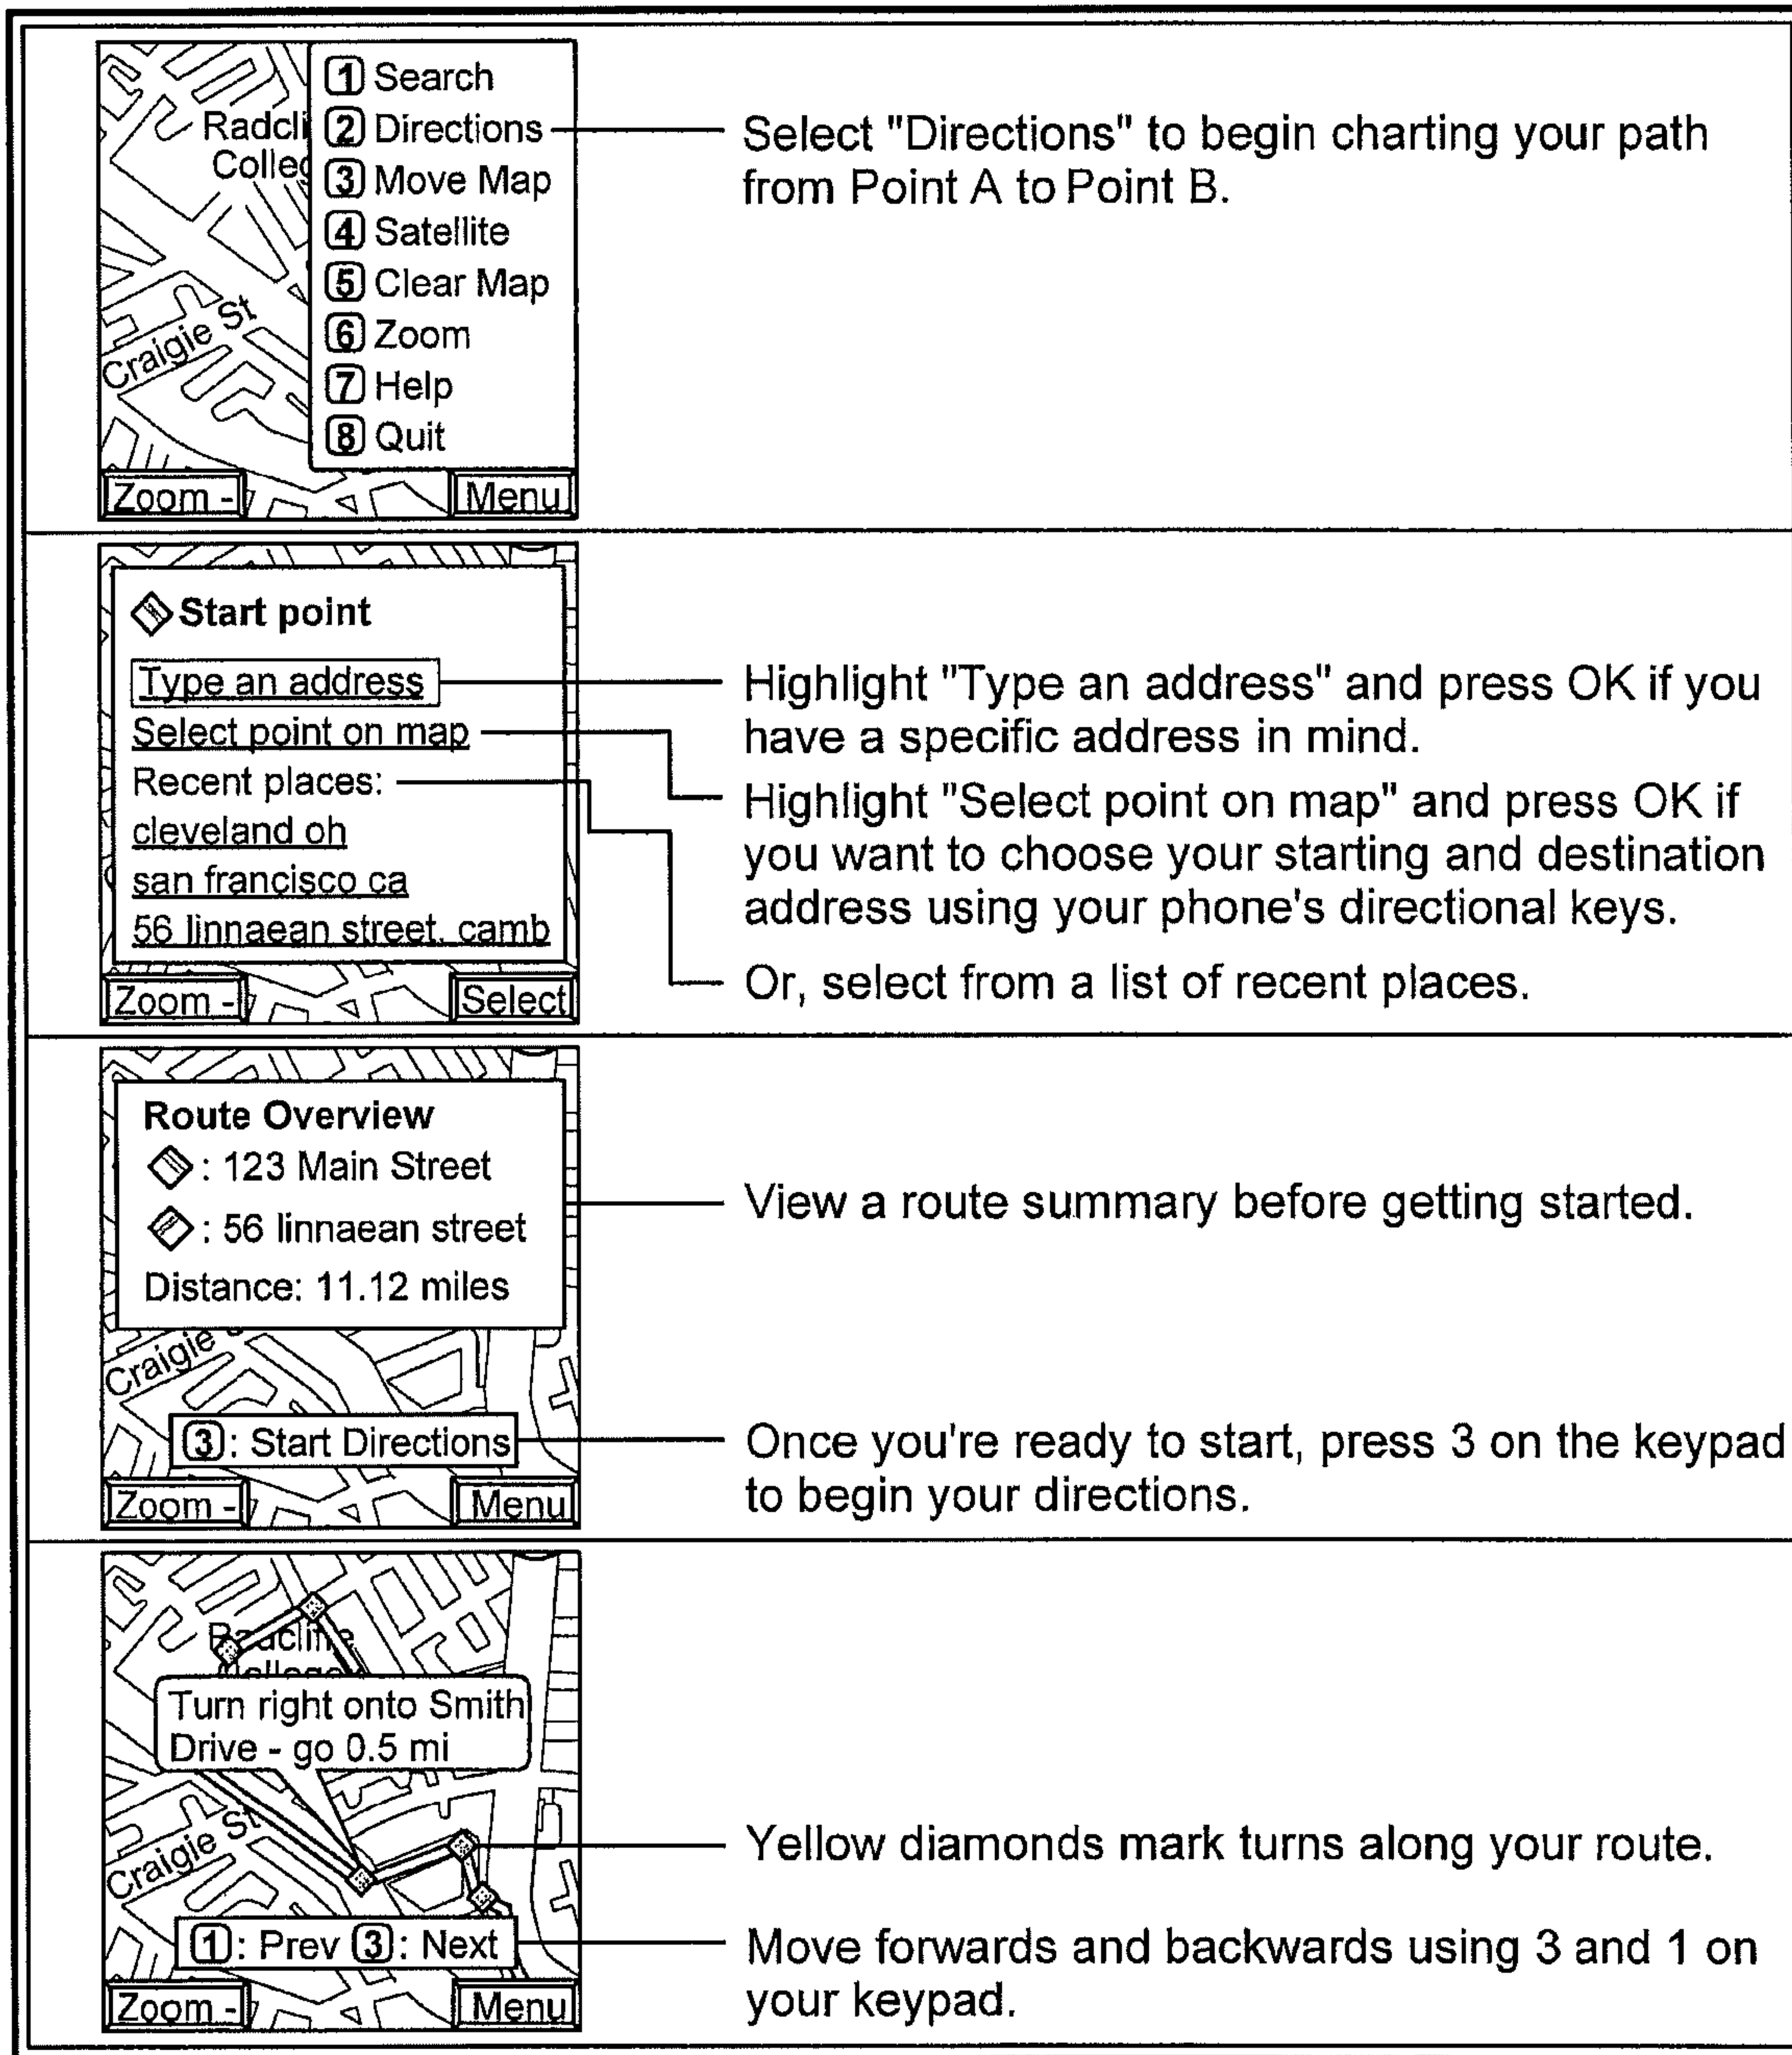 Radcli
Colleg
Craigie St
1 Search
2 Directions
3 Move Map
4 Satellite
5 Clear Map
6 Zoom
7 Help
8 Quit
Zoom -
Menu
Select "Directions" to begin charting your path
from Point A to Point B.
Start point
Type an address
Select point on map
Recent places:
cleveland oh
san francisco ca
56 linnaean street, camb
Zoom -
Select
Highlight "Type an address" and press OK if you
have a specific address in mind.
Highlight "Select point on map" and press OK if
you want to choose your starting and destination
address using your phone's directional keys.
Or, select from a list of recent places.
Route Overview
: 123 Main Street
: 56 linnaean street
Distance: 11.12 miles
Craigie
3: Start Directions
Zoom -
Menu
View a route summary before getting started.
Once you're ready to start, press 3 on the keypad
to begin your directions.
Radcliffe
College
Turn right onto Smith
Drive - go 0.5 mi
Craigie St
1: Prev 3: Next
Zoom -
Menu
Yellow diamonds mark turns along your route.
Move forwards and backwards using 3 and 1 on
your keypad.